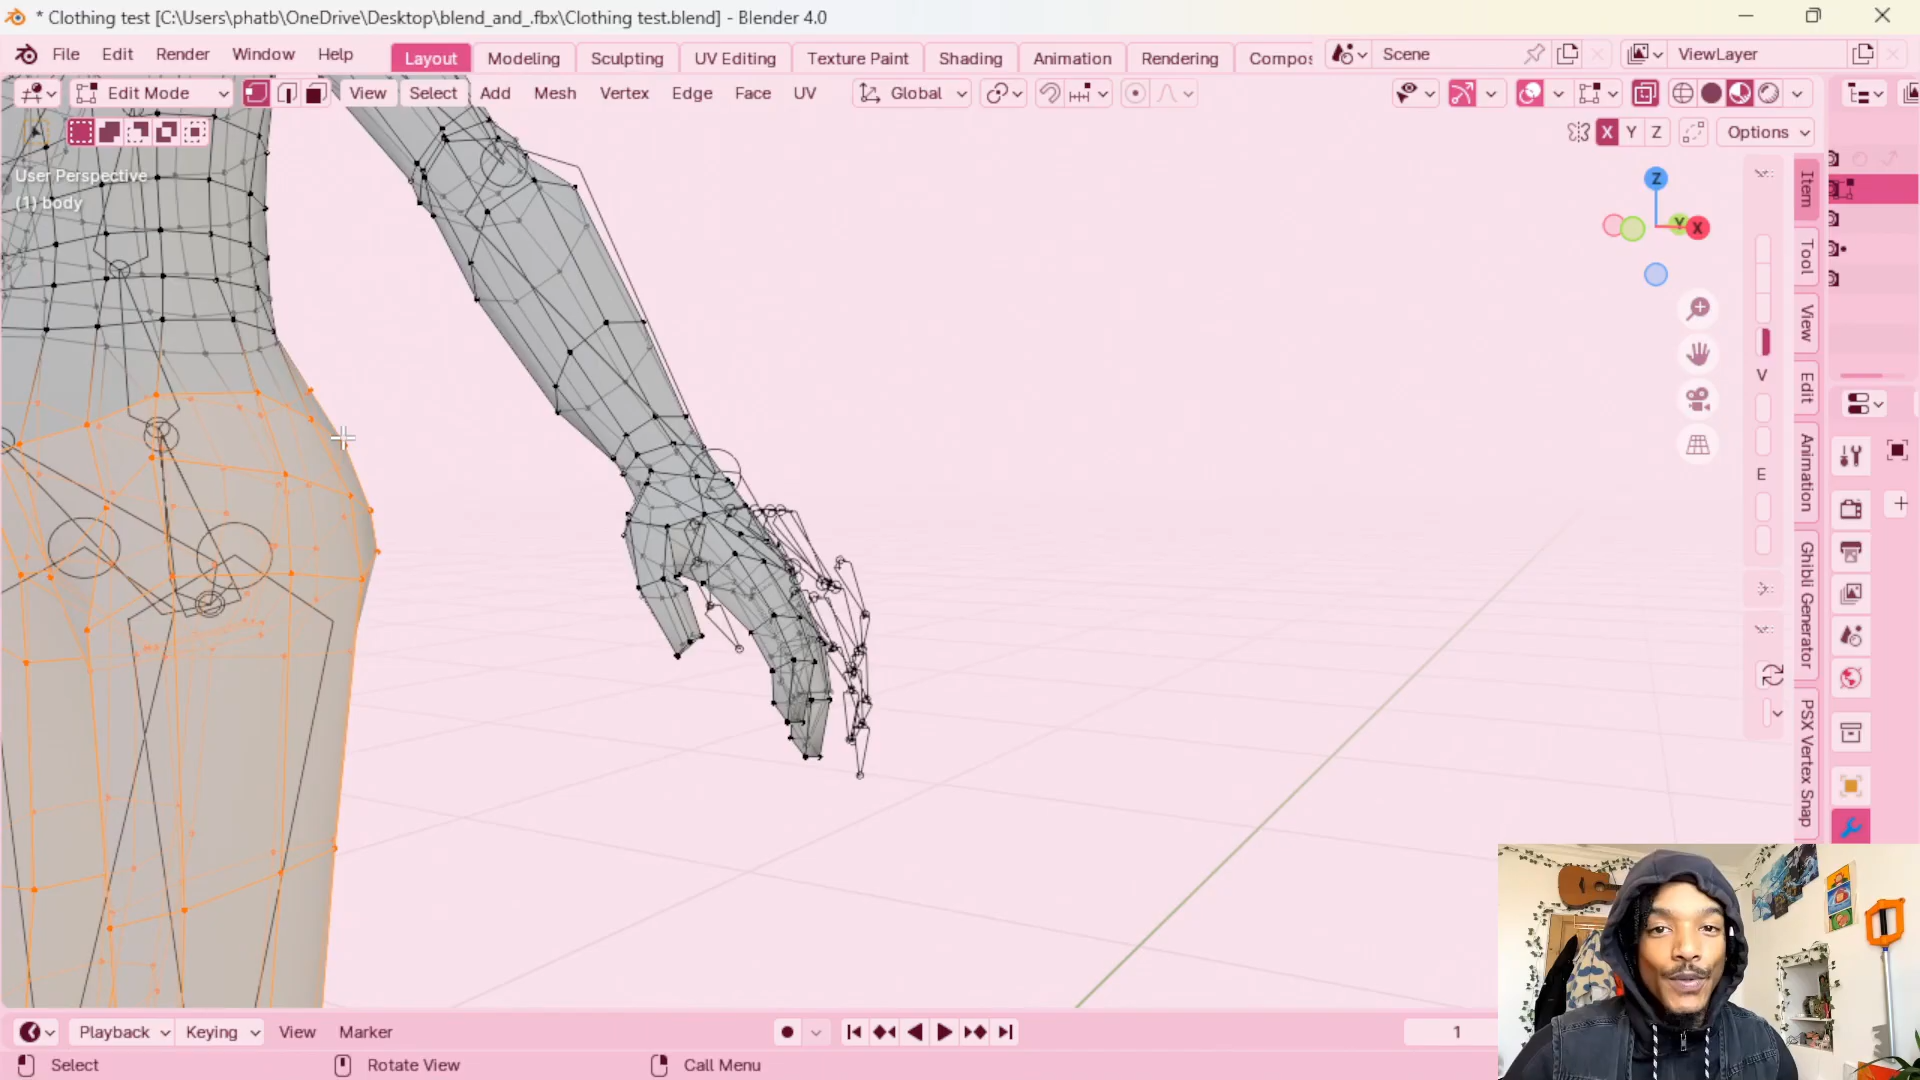 * Clothing test [C:\Users\phatb\OneDrive\Desktop\blend_and_.fbx\Clothing test.blend] - Blender 4.0
File Edit Render Window Help Layout Modeling Sculpting UV Editing Texture Paint Shading Animation Rendering Compos Scene ViewLayer
Edit Mode View Select Add Mesh Vertex Edge Face UV Global
X Y Z Options
User Perspective
(1) body
Z
Y X
Item
Tool
View
Edit
Animation
Ghibli Generator
PSX Vertex Snap
V
E
Playback Keying View Marker 1
Select Rotate View Call Menu